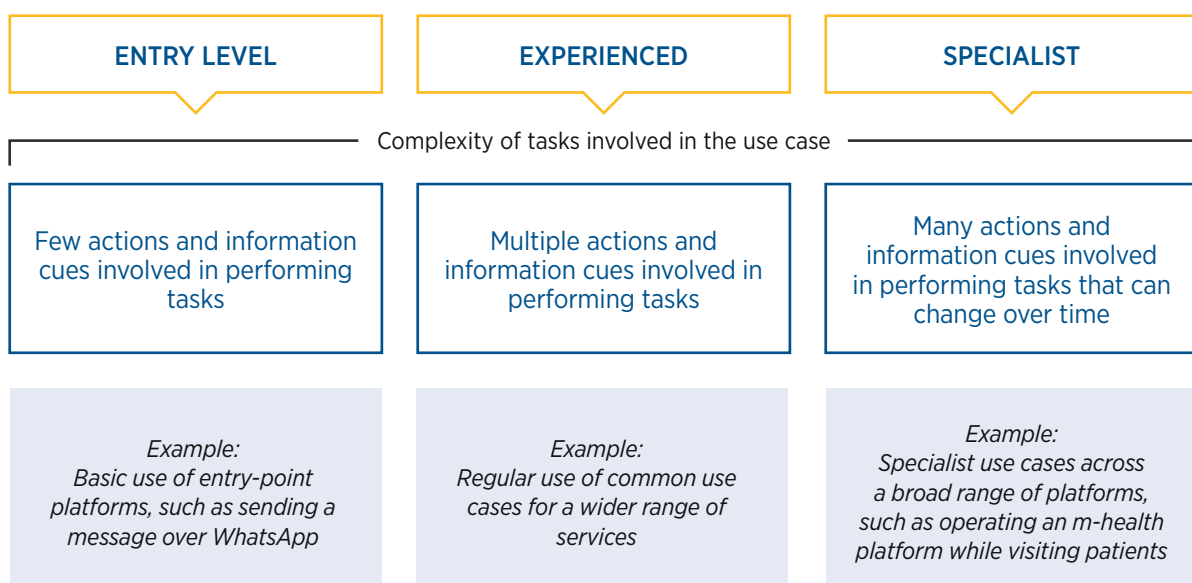 ENTRY LEVEL
EXPERIENCED
SPECIALIST
Complexity of tasks involved in the use case
Few actions and information
cues involved in performing
tasks
Multiple actions and
information cues involved in
performing tasks
Many actions and
information cues involved
in performing tasks that can
change over time
Example:
Basic use of entry-point
platforms, such as sending a
message over WhatsApp
Example:
Regular use of common use
cases for a wider range of
services
Example:
Specialist use cases across
a broad range of platforms,
such as operating an m-health
platform while visiting patients